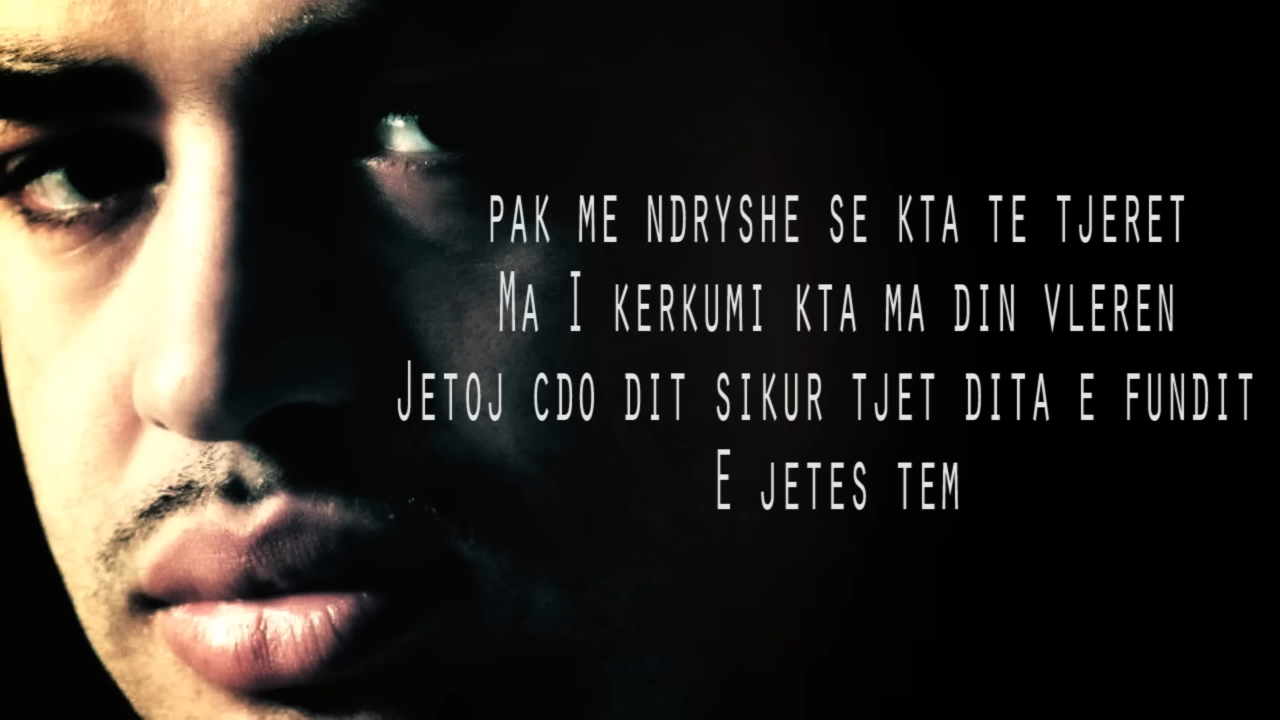 PAK ME NDRYSHE SE KTA TE TJERET
MA I KERKUMI KTA MA DIN VLEREN
JETOJ CDO DIT SIKUR TJET DITA E FUNDIT
E JETES TEM